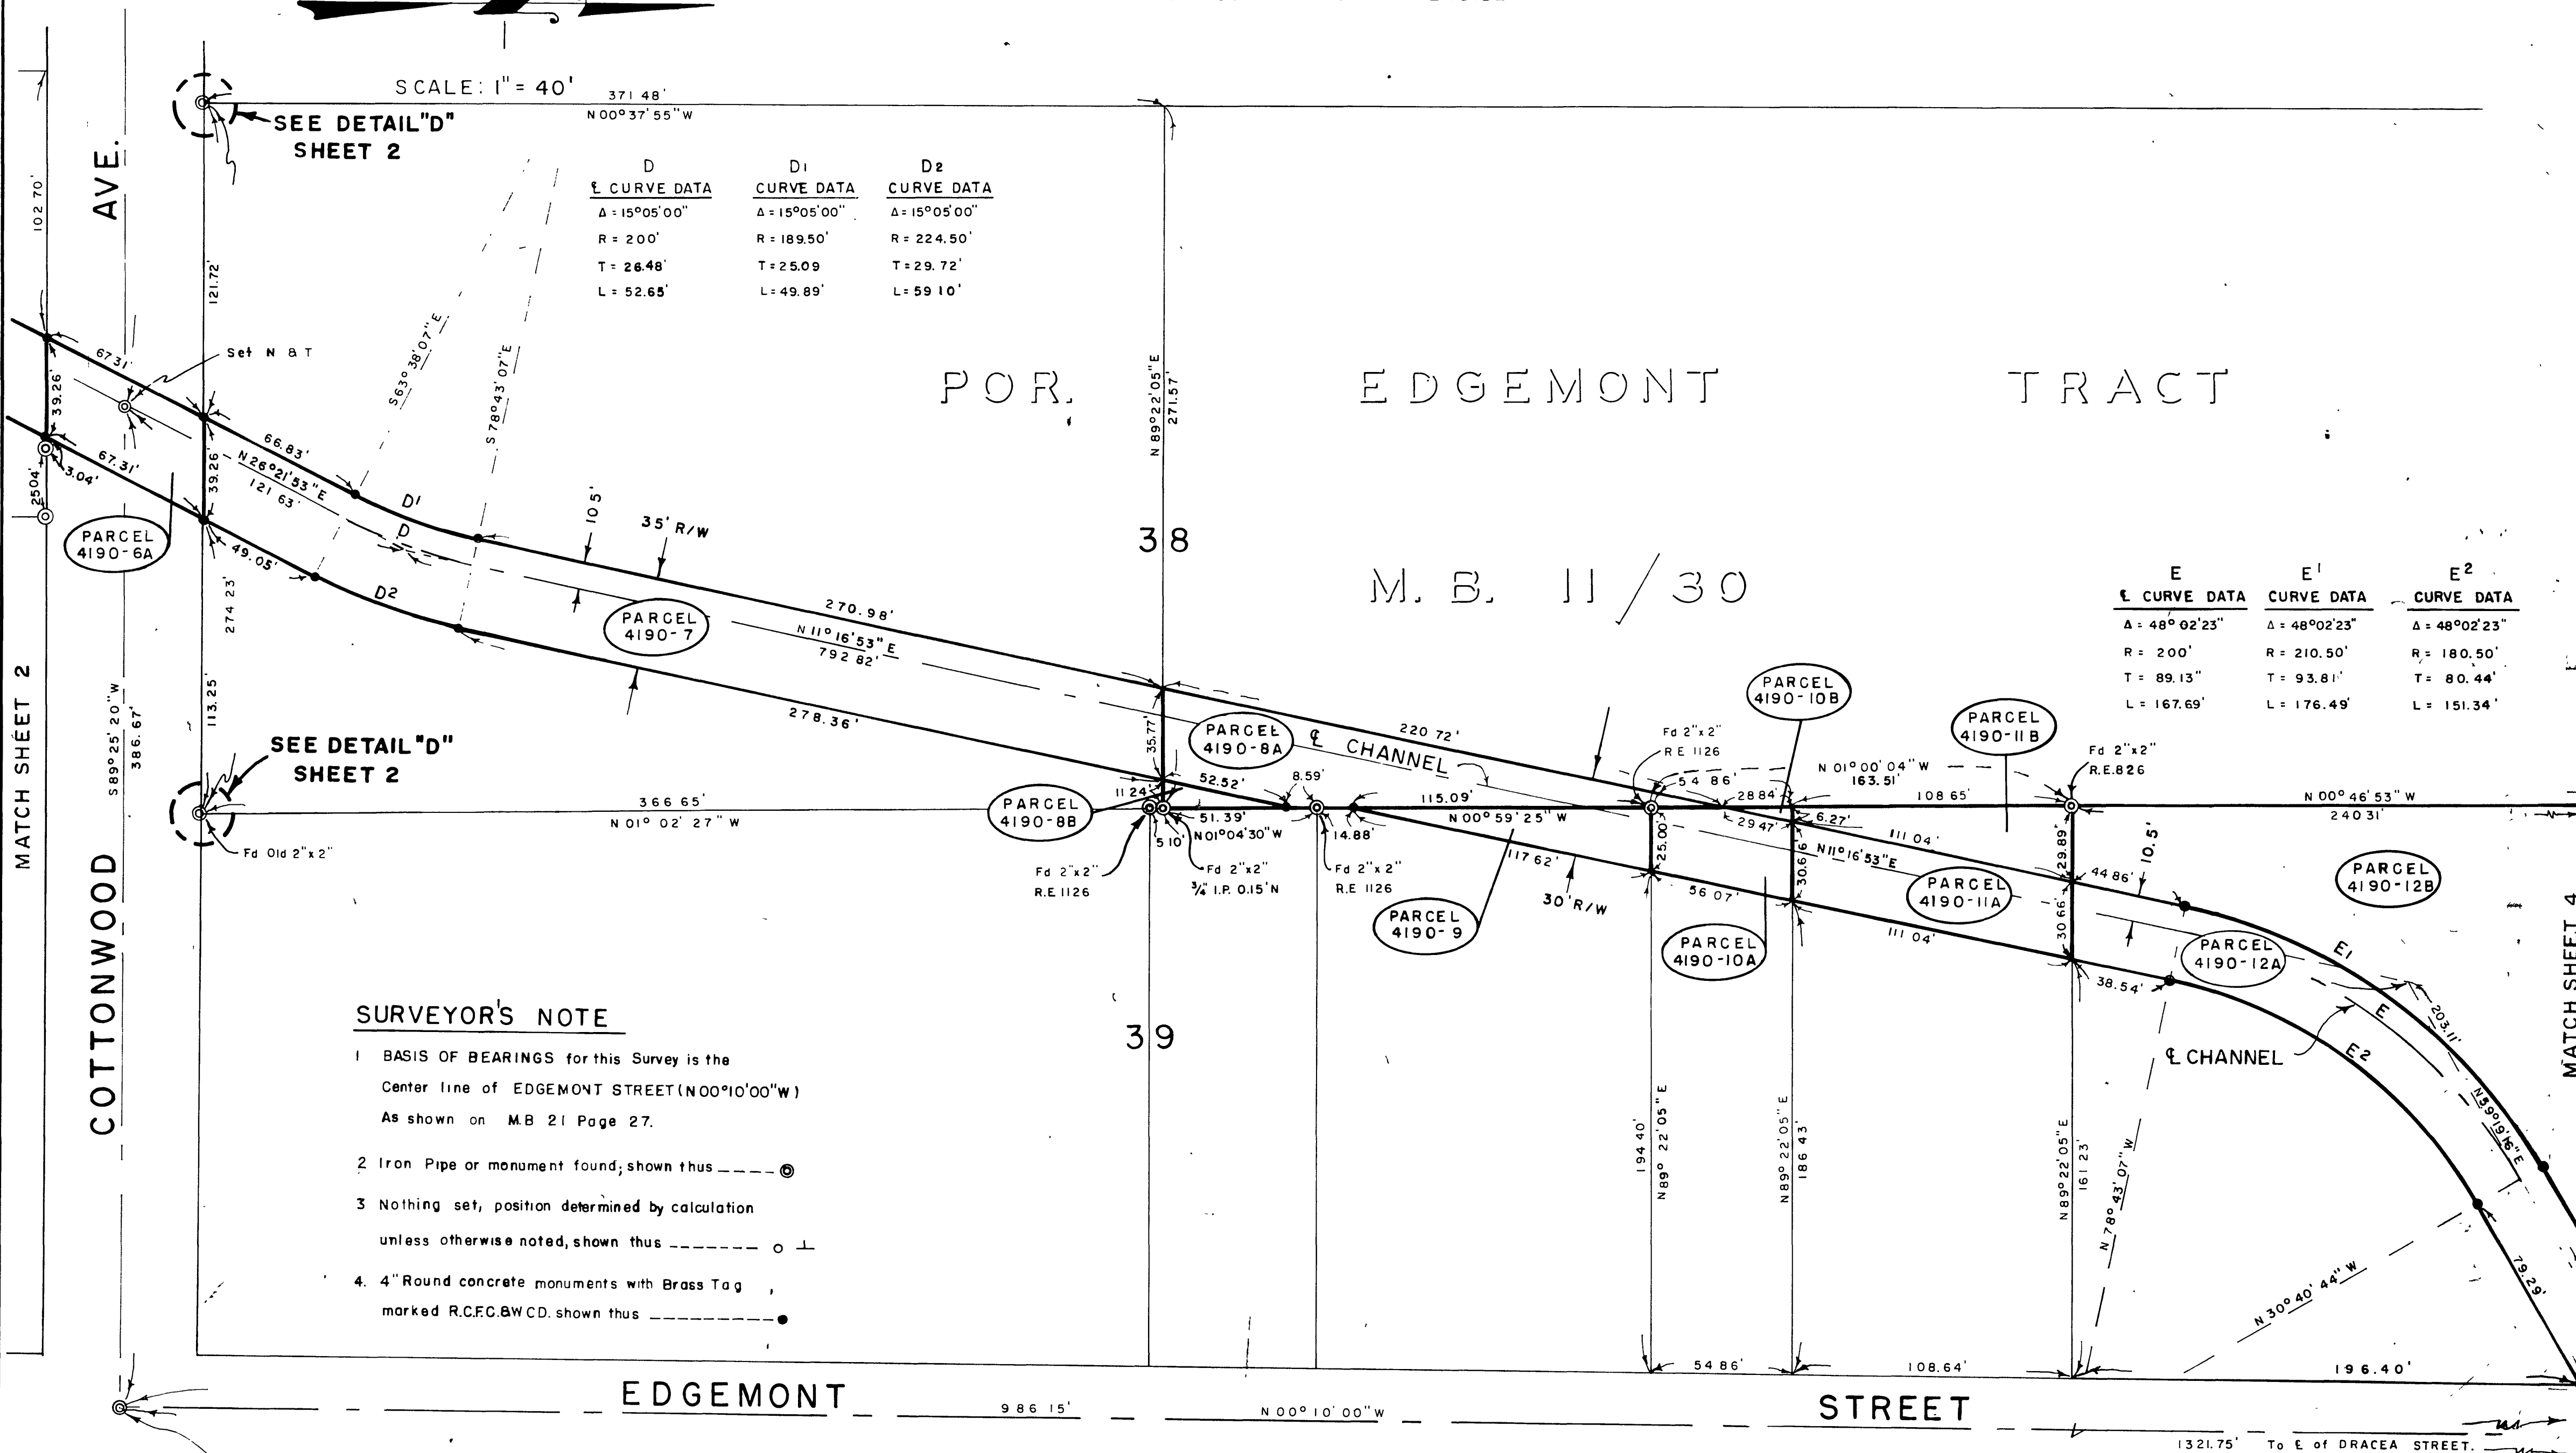 SCALE: 1" = 40'
371.48'
N 00°37'55" W
SEE DETAIL "D"
SHEET 2
AVE.
102.70'
121.72'
D
℄ CURVE DATA
Δ = 15°05'00"
R = 200'
T = 26.48'
L = 52.65'
D1
CURVE DATA
Δ = 15°05'00"
R = 189.50'
T = 25.09
L = 49.89'
D2
CURVE DATA
Δ = 15°05'00"
R = 224.50'
T = 29.72'
L = 59.10'
Set N & T
67.31'
39.26'
67.31'
3.04'
25.04'
PARCEL
4190-6A
66.83'
39.26'
N 26°21'53" E
121.63'
49.05'
274.23'
113.25'
S63°38'07" E
S 78°43'07" E
D1
D
D2
10.5'
35' R/W
PARCEL
4190-7
270.98'
N 11°16'53" E
792.82'
278.36'
N 89°22'05" E
271.57'
POR. EDGEMONT TRACT
38
M. B. 11/30
E
℄ CURVE DATA
Δ = 48°02'23"
R = 200'
T = 89.13"
L = 167.69'
E1
CURVE DATA
Δ = 48°02'23"
R = 210.50'
T = 93.81'
L = 176.49'
E2
CURVE DATA
Δ = 48°02'23"
R = 180.50'
T = 80.44'
L = 151.34'
MATCH SHEET 2
S 89°25'20" W
386.67'
SEE DETAIL "D"
SHEET 2
366.65'
N 01° 02' 27" W
Fd Old 2"x 2"
COTTONWOOD
35.77'
PARCEL
4190-8A
PARCEL
4190-8B
11.24'
52.52'
8.59'
51.39'
N 01°04'30" W
5.10'
14.88'
Fd 2"x 2"
R.E 1126
Fd 2"x 2"
3/4" I.P. 0.15' N
Fd 2"x 2"
R.E 1126
220.72'
℄ CHANNEL
115.09'
N 00°59'25" W
117.62'
30' R/W
PARCEL
4190-9
Fd 2"x 2"
R E 1126
54.86'
28.84'
29.47'
25.00'
56.07'
PARCEL
4190-10B
PARCEL
4190-10A
N 01°00'04" W
163.51'
108.65'
6.27'
30.66'
111.04'
N 11°16'53" E
111.04'
PARCEL
4190-11B
PARCEL
4190-11A
Fd 2"x 2"
R.E.826
N 00°46'53" W
240.31'
29.89'
30.66'
44.86'
10.5'
38.54'
PARCEL
4190-12B
PARCEL
4190-12A
E1
E
E2
℄ CHANNEL
203.11'
N59°19'16" E
MATCH SHEET 4
79.29'
N 30° 40' 44" W
N 78° 43' 07" W
39
SURVEYOR'S NOTE
1 BASIS OF BEARINGS for this Survey is the
Center line of EDGEMONT STREET (N 00°10'00" W)
As shown on M.B 21 Page 27.
2 Iron Pipe or monument found; shown thus
3 Nothing set, position determined by calculation
unless otherwise noted, shown thus
4. 4" Round concrete monuments with Brass Tag
marked R.C.F.C.&W C D. shown thus
194.40'
N 89° 22' 05" E
N 89° 22' 05" E
186.43'
N 89°22'05" E
161.23'
54.86'
108.64'
196.40'
EDGEMONT STREET
986.15'
N 00° 10' 00" W
1321.75' To ℄ of DRACEA STREET.